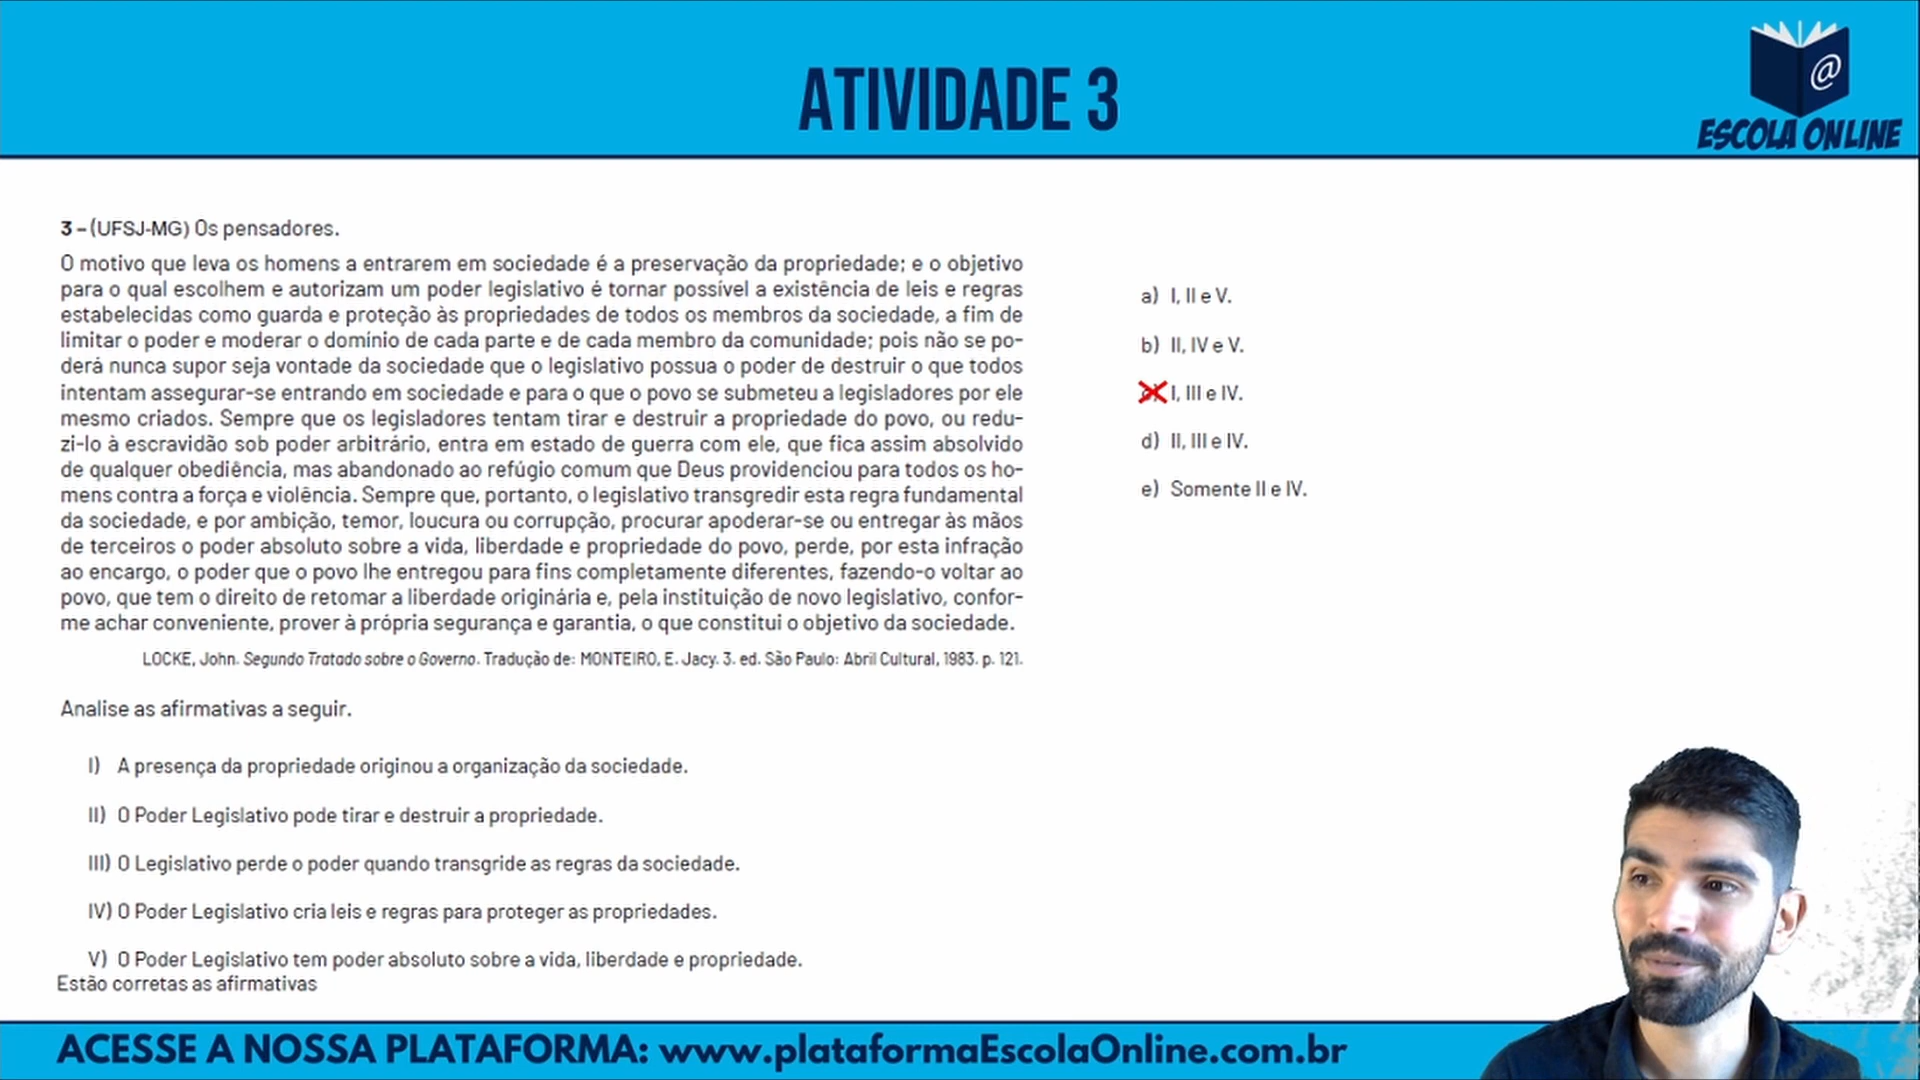 ATIVIDADE 3
@
ESCOLA ONLINE
3 – (UFSJ-MG) Os pensadores.
O motivo que leva os homens a entrarem em sociedade é a preservação da propriedade; e o objetivo
para o qual escolhem e autorizam um poder legislativo é tornar possível a existência de leis e regras
estabelecidas como guarda e proteção às propriedades de todos os membros da sociedade, a fim de
limitar o poder e moderar o domínio de cada parte e de cada membro da comunidade; pois não se po-
derá nunca supor seja vontade da sociedade que o legislativo possua o poder de destruir o que todos
intentam assegurar-se entrando em sociedade e para o que o povo se submeteu a legisladores por ele
mesmo criados. Sempre que os legisladores tentam tirar e destruir a propriedade do povo, ou redu-
zi-lo à escravidão sob poder arbitrário, entra em estado de guerra com ele, que fica assim absolvido
de qualquer obediência, mas abandonado ao refúgio comum que Deus providenciou para todos os ho-
mens contra a força e violência. Sempre que, portanto, o legislativo transgredir esta regra fundamental
da sociedade, e por ambição, temor, loucura ou corrupção, procurar apoderar-se ou entregar às mãos
de terceiros o poder absoluto sobre a vida, liberdade e propriedade do povo, perde, por esta infração
ao encargo, o poder que o povo lhe entregou para fins completamente diferentes, fazendo-o voltar ao
povo, que tem o direito de retomar a liberdade originária e, pela instituição de novo legislativo, confor-
me achar conveniente, prover à própria segurança e garantia, o que constitui o objetivo da sociedade.
LOCKE, John. Segundo Tratado sobre o Governo. Tradução de: MONTEIRO, E. Jacy. 3. ed. São Paulo: Abril Cultural, 1983. p. 121.
Analise as afirmativas a seguir.
I) A presença da propriedade originou a organização da sociedade.
II) O Poder Legislativo pode tirar e destruir a propriedade.
III) O Legislativo perde o poder quando transgride as regras da sociedade.
IV) O Poder Legislativo cria leis e regras para proteger as propriedades.
V) O Poder Legislativo tem poder absoluto sobre a vida, liberdade e propriedade.
Estão corretas as afirmativas
a) I, II e V.
b) II, IV e V.
c) I, III e IV.
d) II, III e IV.
e) Somente II e IV.
ACESSE A NOSSA PLATAFORMA: www.plataformaEscolaOnline.com.br